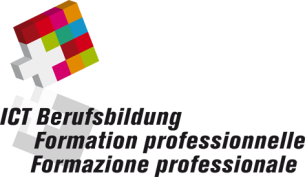 ICT Berufsbildung
Formation professionnelle
Formazione professionale